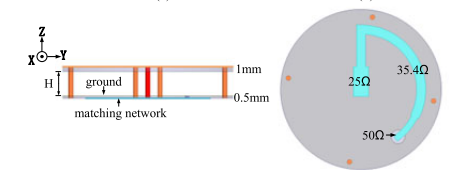 Z
X
Y
1mm
H
ground
0.5mm
matching network
35.4Ω
25Ω
50Ω